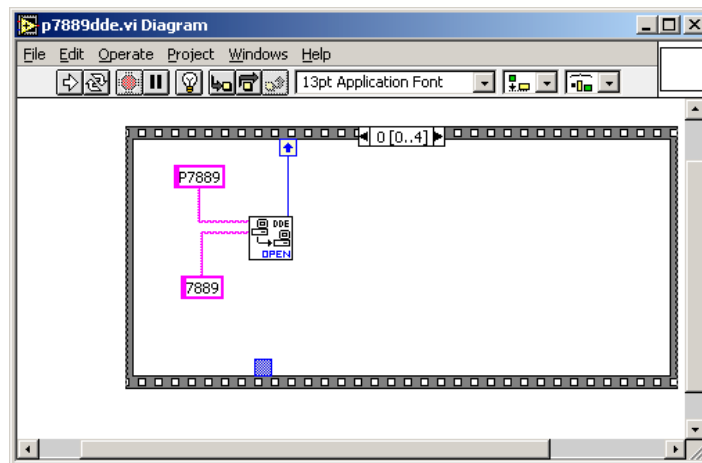 p7889dde.vi Diagram
File Edit Operate Project Windows Help
13pt Application Font
0 [0..4]
P7889
DDE
OPEN
7889